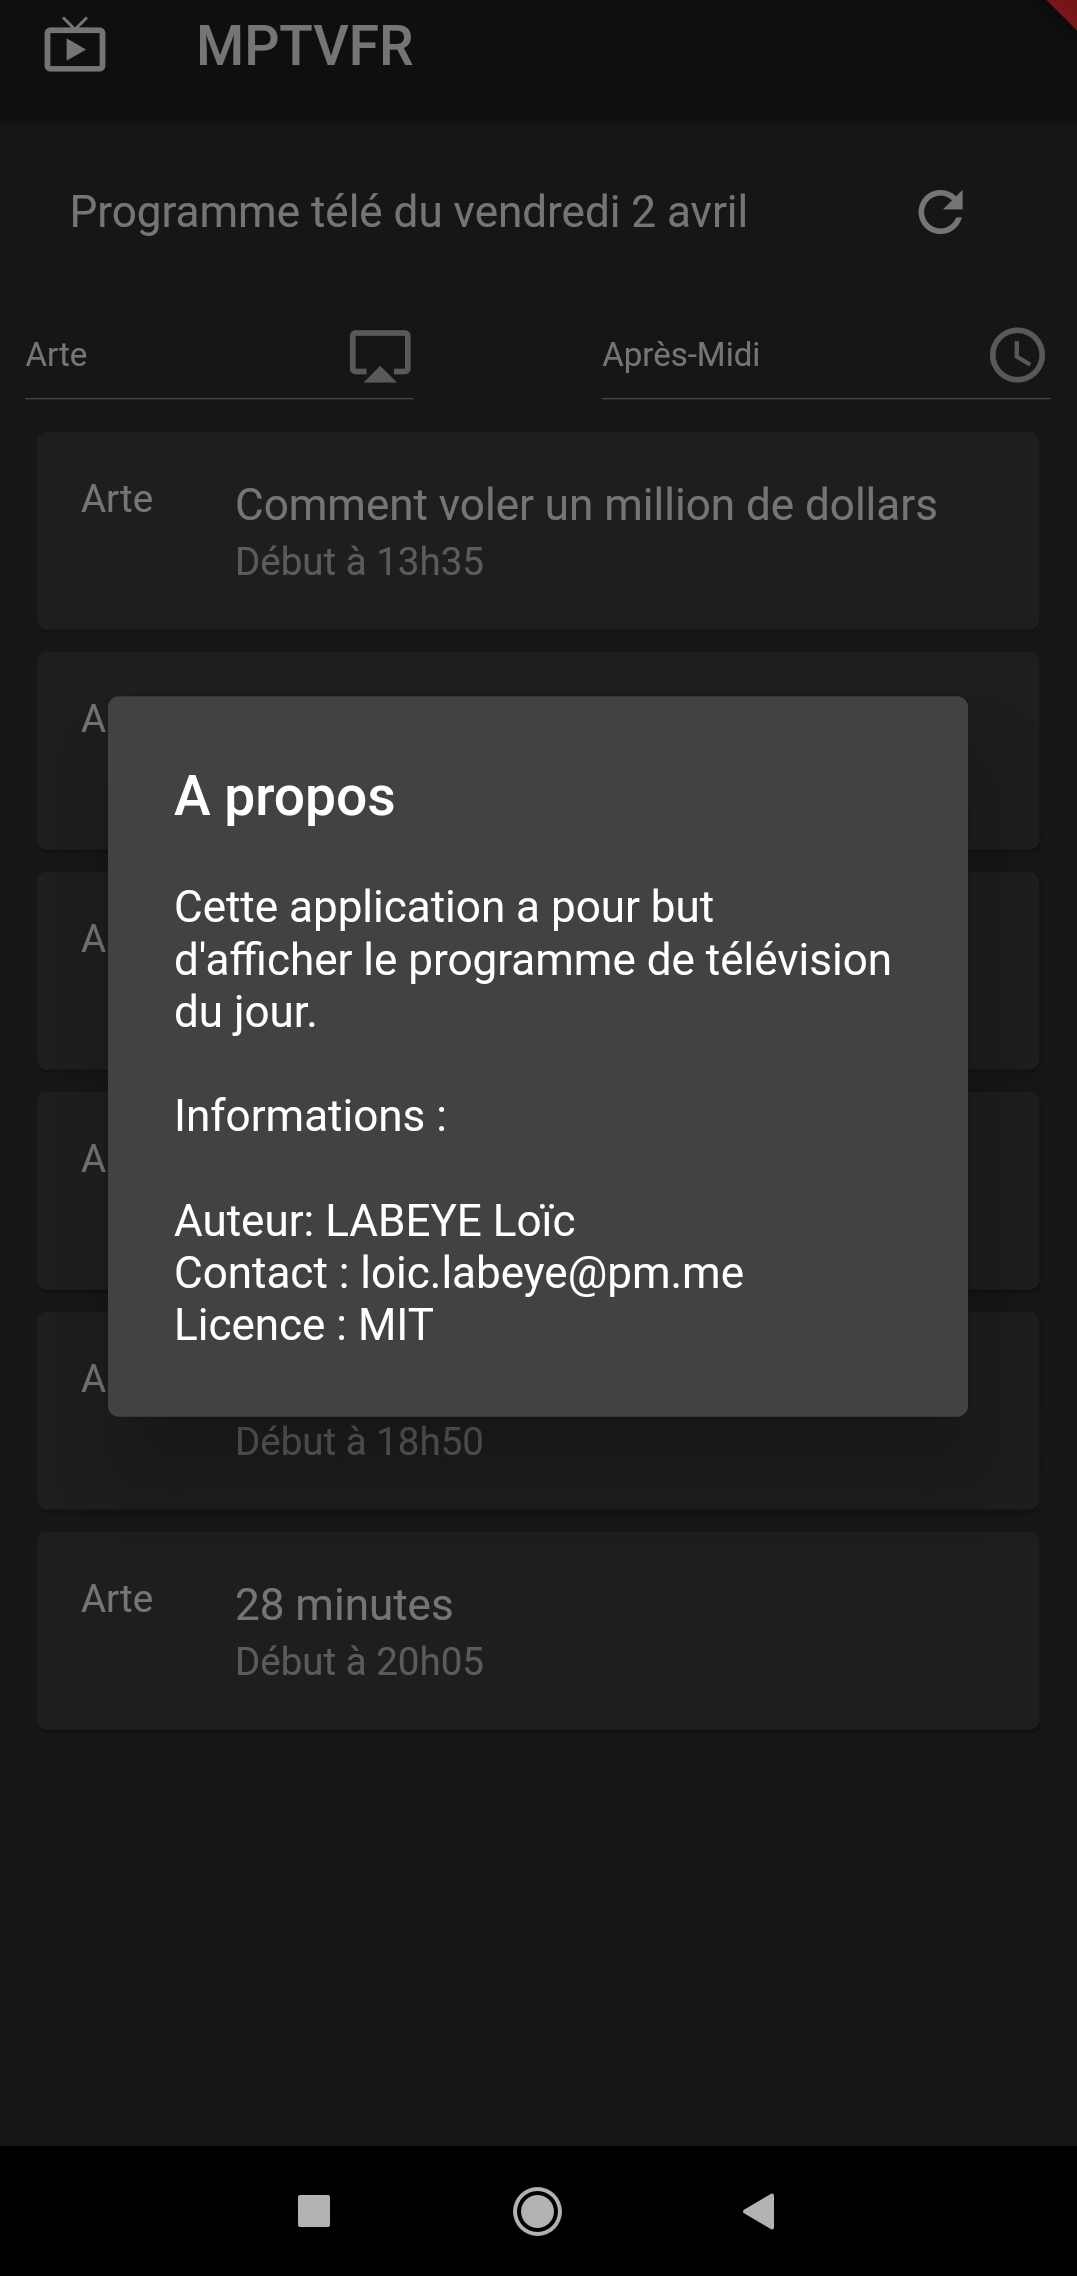 MPTVFR
Programme télé du vendredi 2 avril
Arte
Après-Midi
Arte
Comment voler un million de dollars
Début à 13h35
A
A propos
Cette application a pour but
d'afficher le programme de télévision
du jour.
A
Informations :
A
Auteur: LABEYE Loïc
Contact : loic.labeye@pm.me
Licence : MIT
A
Début à 18h50
Arte
28 minutes
Début à 20h05